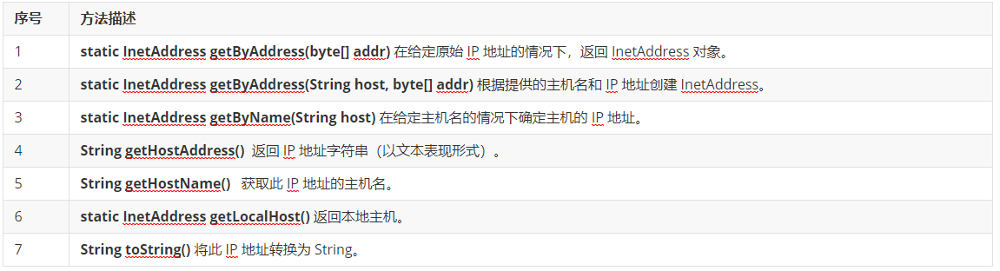 序号 方法描述
1 static InetAddress getByAddress(byte[] addr) 在给定原始 IP 地址的情况下，返回 InetAddress 对象。
2 static InetAddress getByAddress(String host, byte[] addr) 根据提供的主机名和 IP 地址创建 InetAddress。
3 static InetAddress getByName(String host) 在给定主机名的情况下确定主机的 IP 地址。
4 String getHostAddress() 返回 IP 地址字符串（以文本表现形式）。
5 String getHostName() 获取此 IP 地址的主机名。
6 static InetAddress getLocalHost() 返回本地主机。
7 String toString() 将此 IP 地址转换为 String。